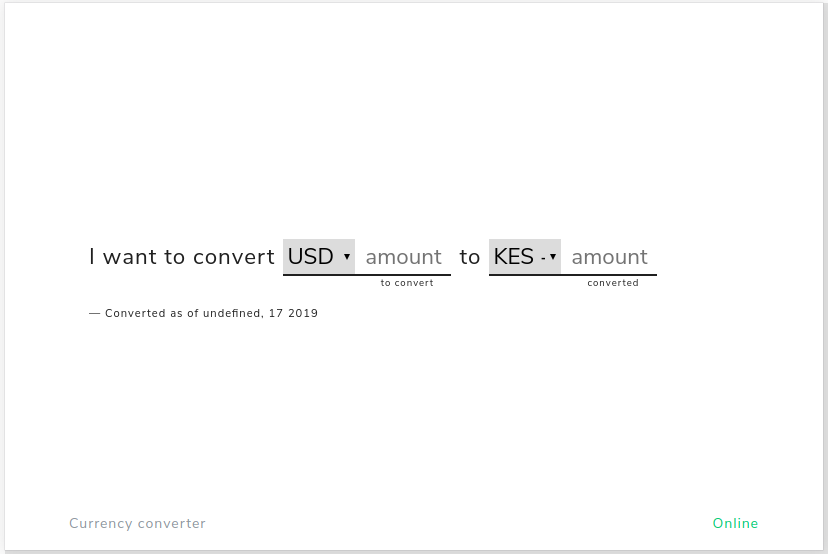 I want to convert USD amount to KES - amount
to convert converted
— Converted as of undefined, 17 2019
Currency converter Online